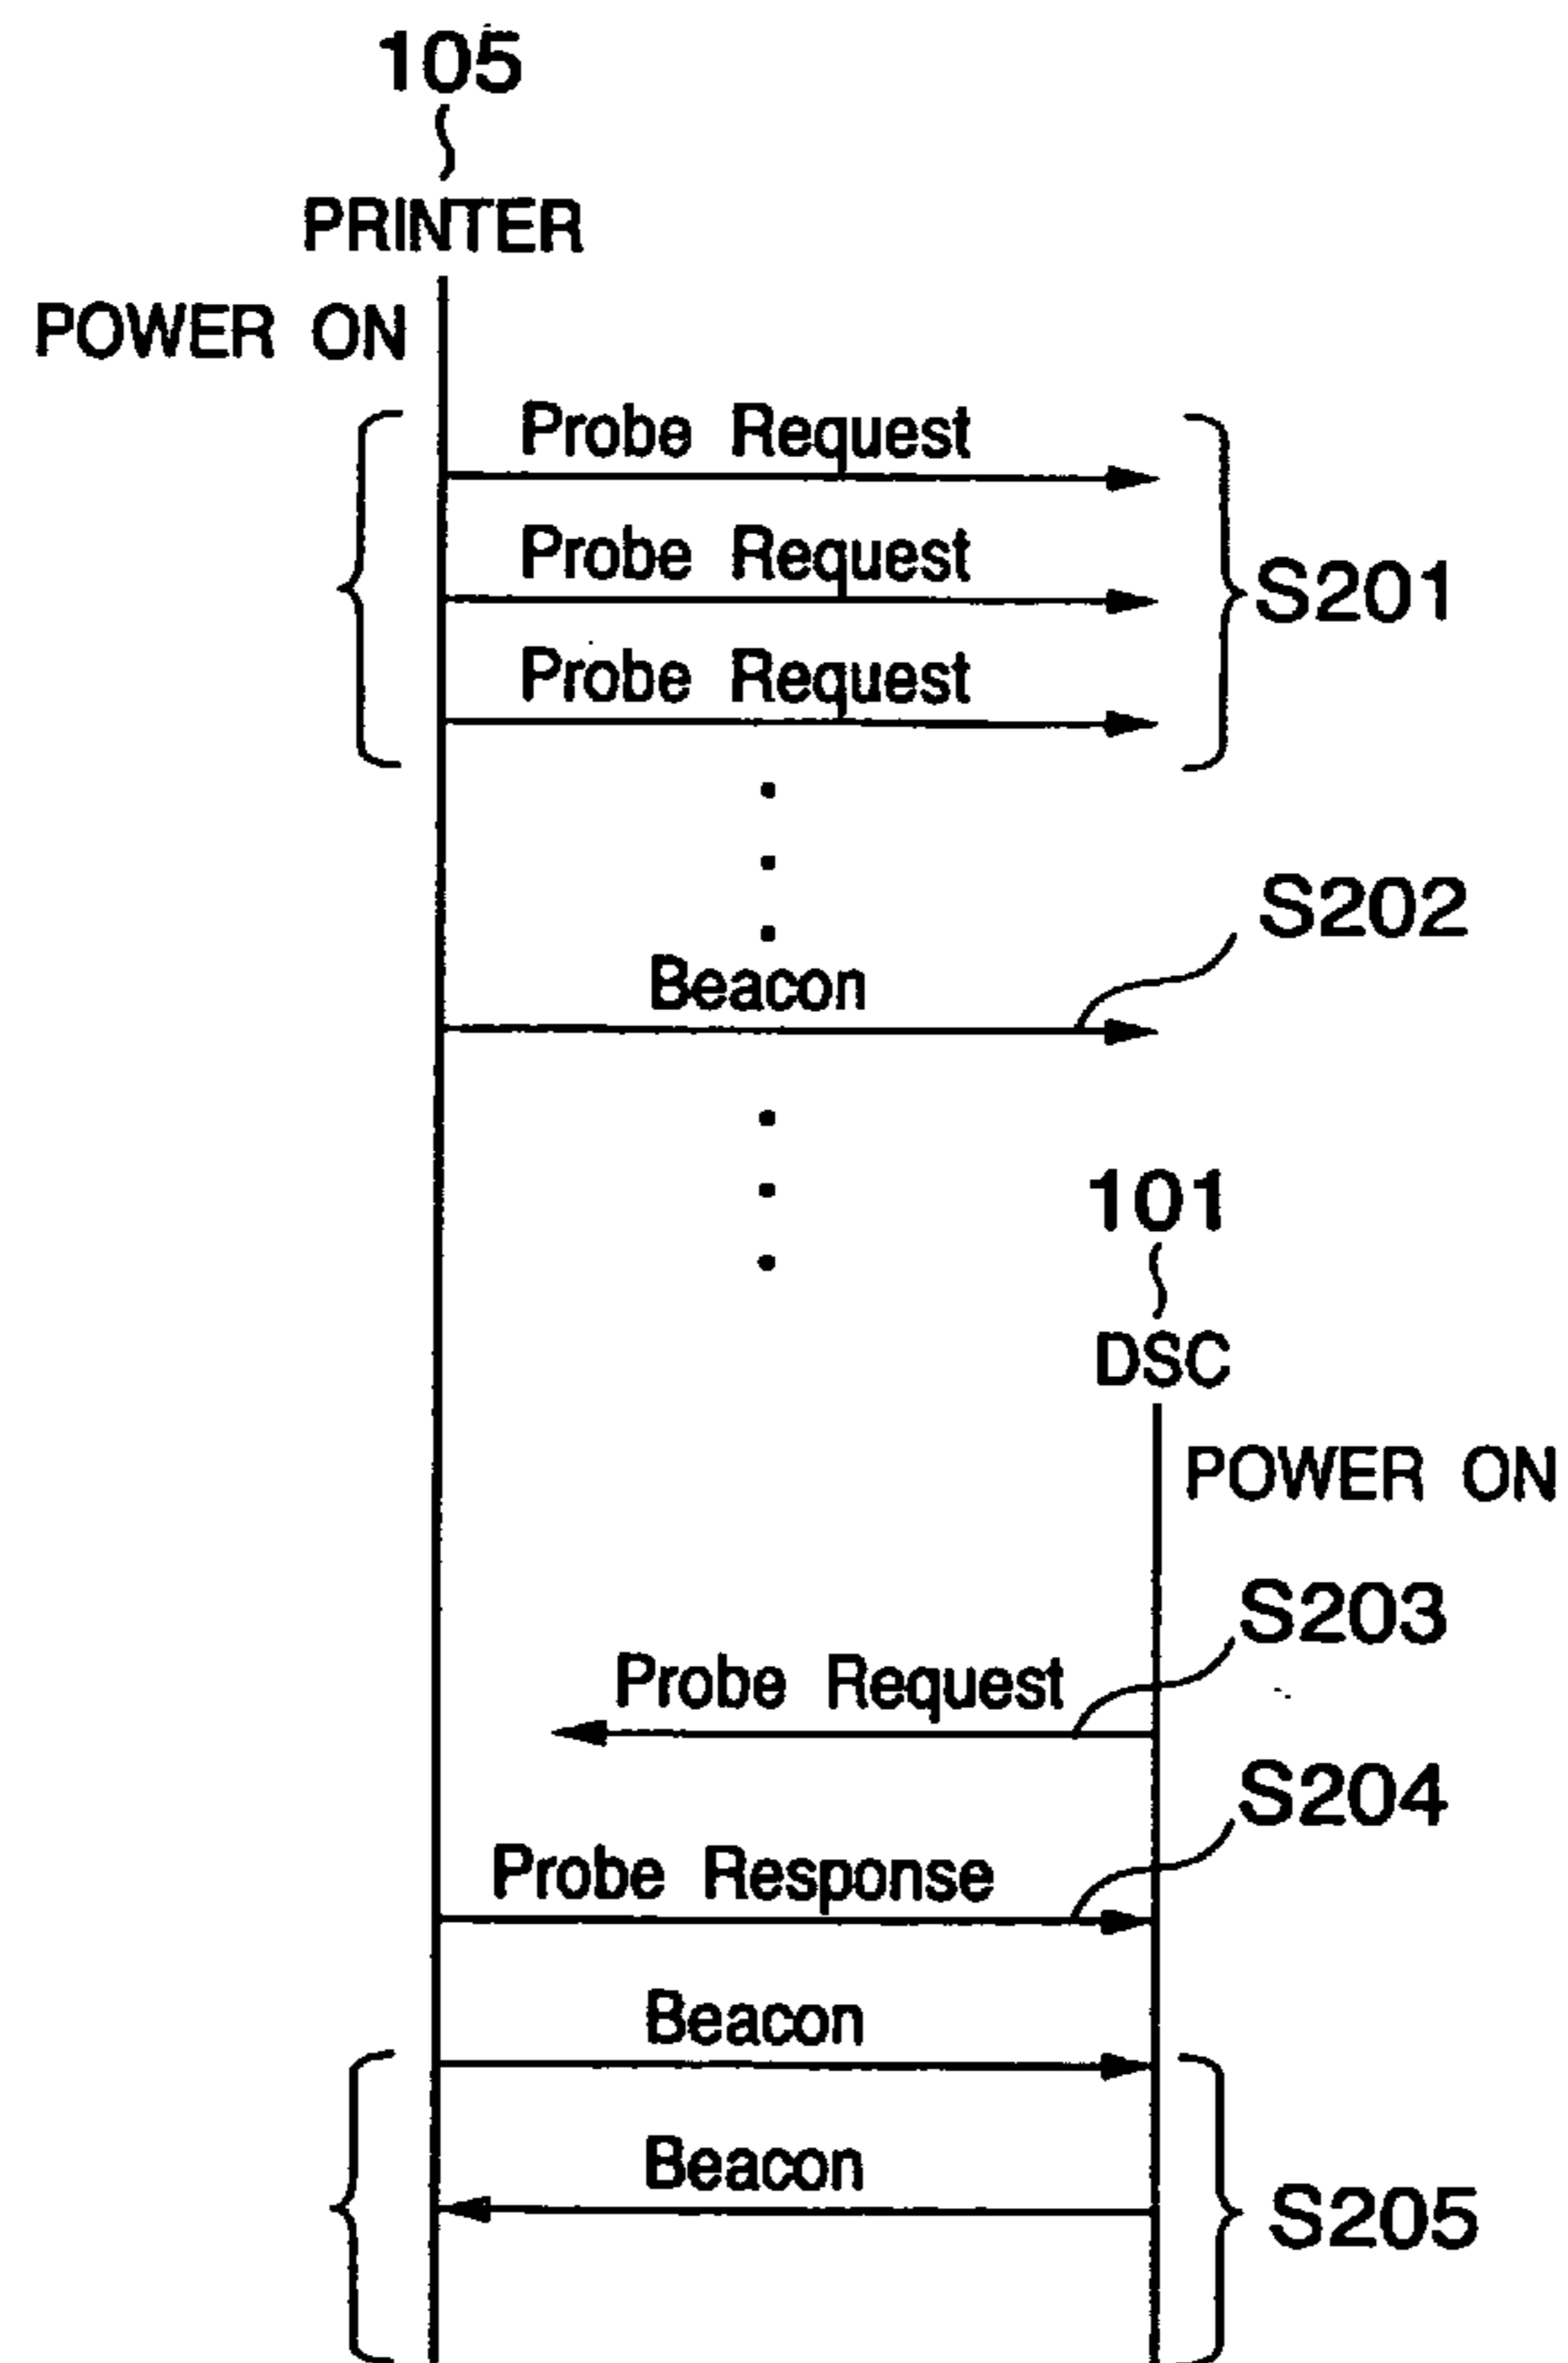 105
PRINTER
POWER ON
Probe Request
Probe Request
S201
Probe Request
S202
Beacon
101
DSC
POWER ON
S203
Probe Request
S204
Probe Response
Beacon
Beacon
S205